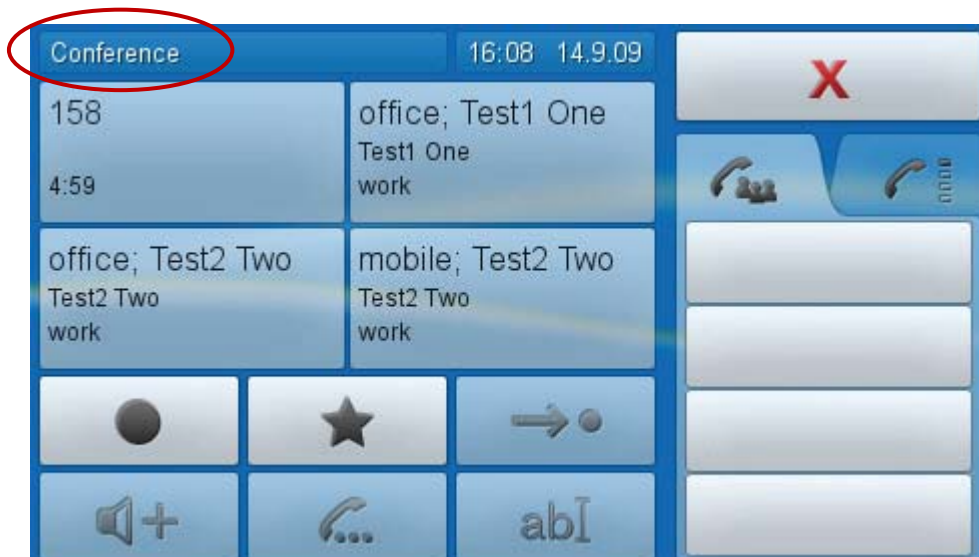 Conference
16:08 14.9.09
158
4:59
office; Test1 One
Test1 One
work
office; Test2 Two
Test2 Two
work
mobile; Test2 Two
Test2 Two
work
X
ab